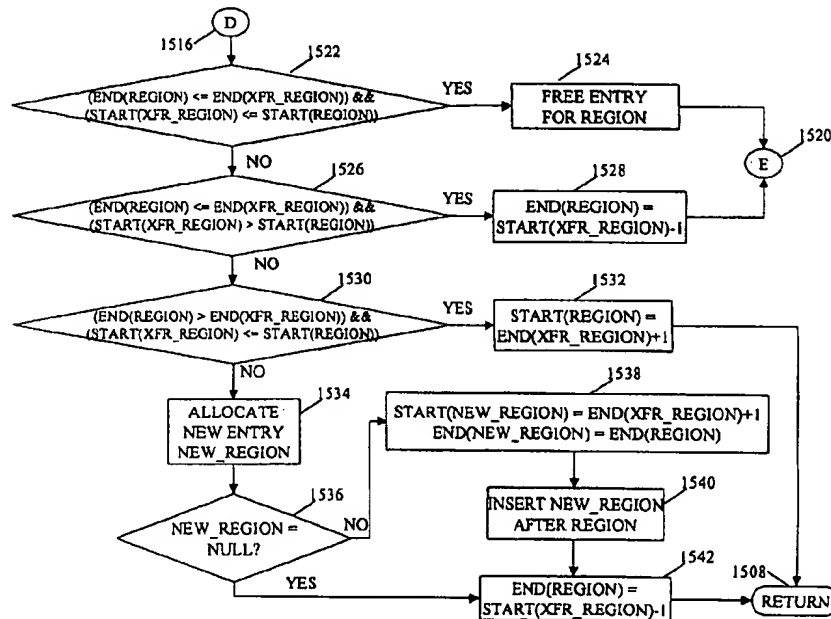 D
1516
1522
(END(REGION) <= END(XFR_REGION)) &&
(START(XFR_REGION) <= START(REGION))
YES
1524
FREE ENTRY
FOR REGION
1520
E
NO
1526
(END(REGION) <= END(XFR_REGION)) &&
(START(XFR_REGION) > START(REGION))
YES
1528
END(REGION) =
START(XFR_REGION)-1
NO
1530
(END(REGION) > END(XFR_REGION)) &&
(START(XFR_REGION) <= START(REGION))
YES
1532
START(REGION) =
END(XFR_REGION)+1
NO
1534
ALLOCATE
NEW ENTRY
NEW_REGION
1538
START(NEW_REGION) = END(XFR_REGION)+1
END(NEW_REGION) = END(REGION)
1536
NEW_REGION =
NULL?
NO
1540
INSERT NEW_REGION
AFTER REGION
YES
1542
END(REGION) =
START(XFR_REGION)-1
1508
RETURN